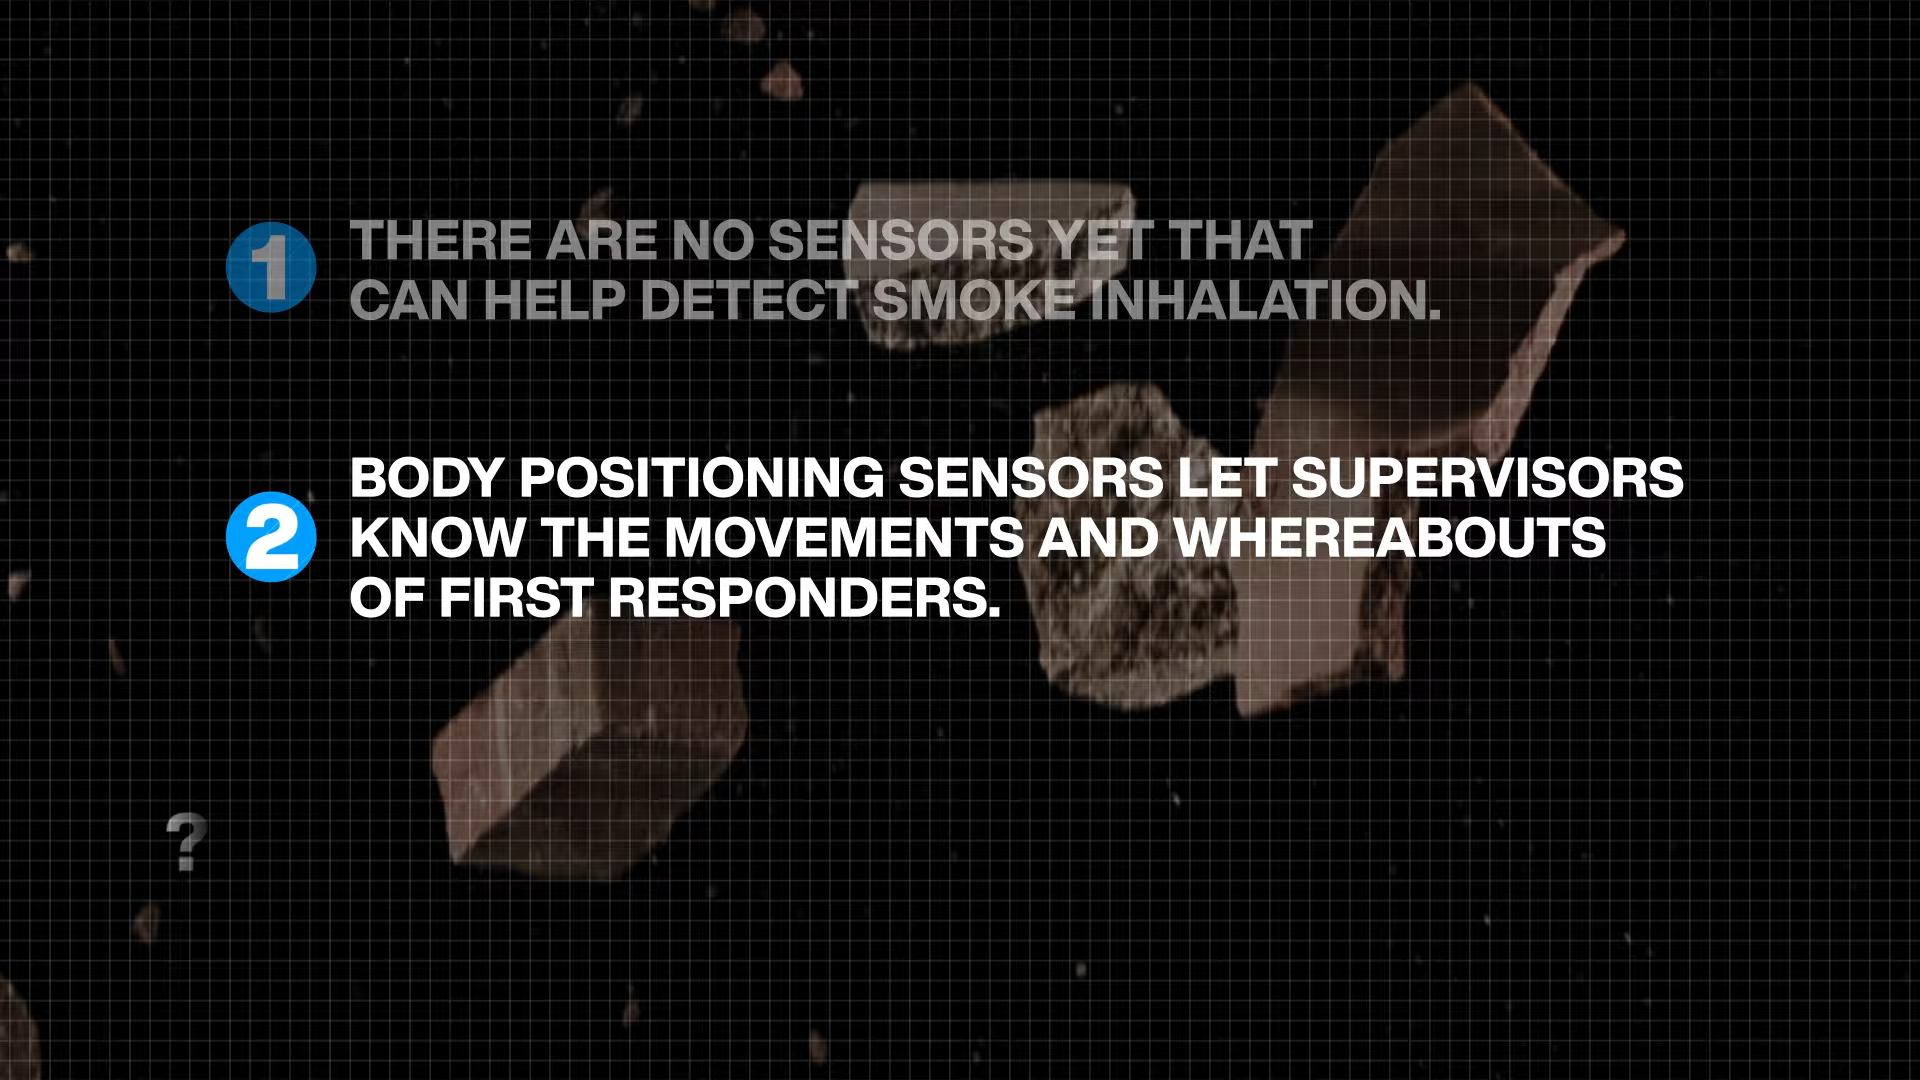 1 THERE ARE NO SENSORS YET THAT
CAN HELP DETECT SMOKE INHALATION.
BODY POSITIONING SENSORS LET SUPERVISORS
2 KNOW THE MOVEMENTS AND WHEREABOUTS
OF FIRST RESPONDERS.
?